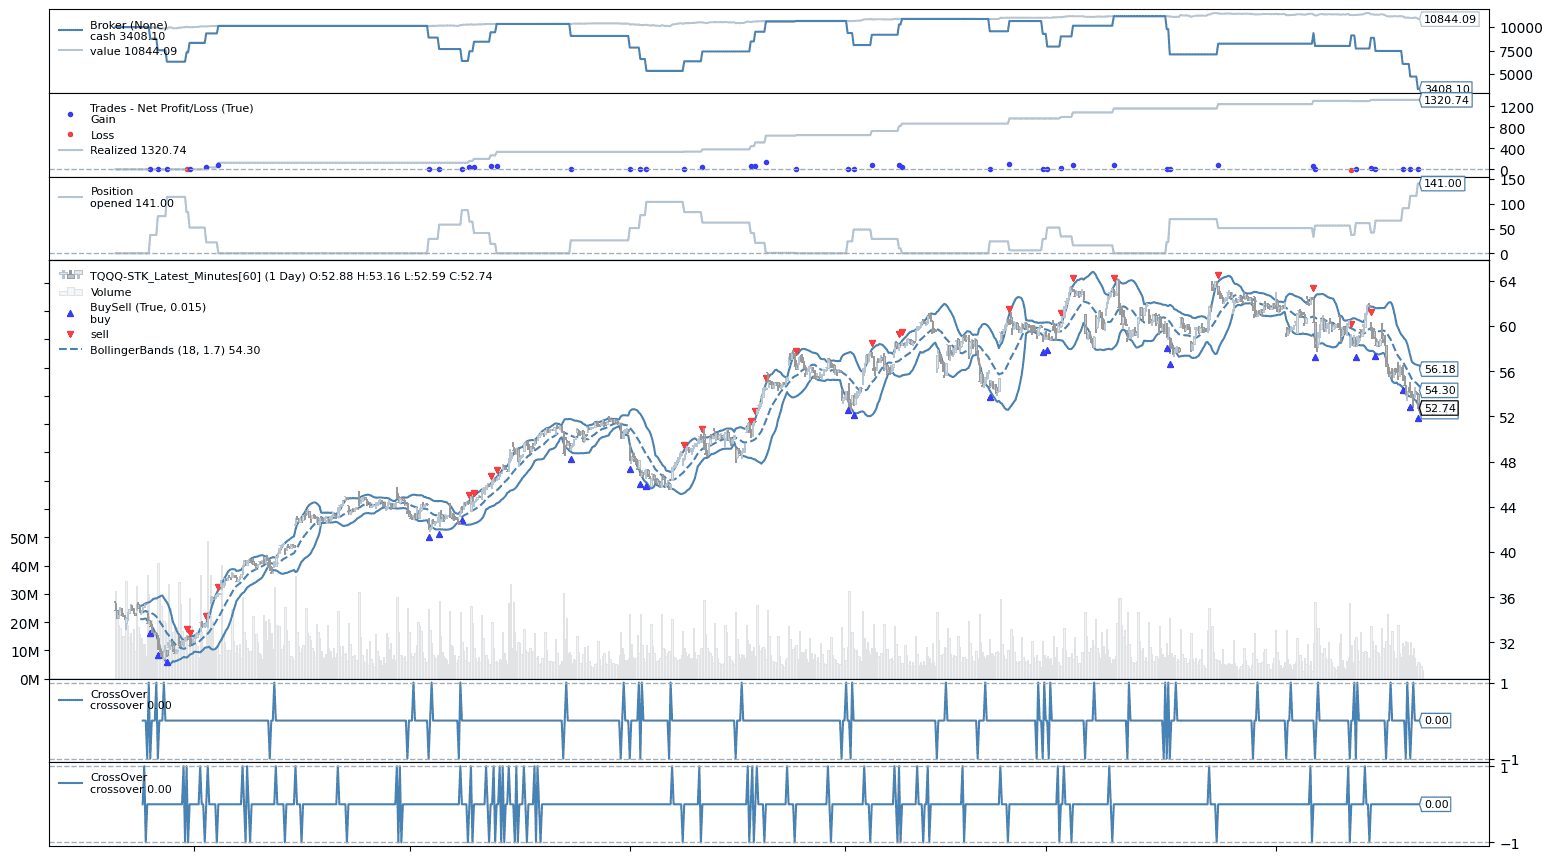 Broker (None)
cash 3408.10
value 10844.09
10844.09
3408.10
10000
7500
5000
Trades - Net Profit/Loss (True)
Gain
Loss
Realized 1320.74
1320.74
1200
800
400
0
Position
opened 141.00
141.00
150
100
50
0
TQQQ-STK_Latest_Minutes[60] (1 Day) O:52.88 H:53.16 L:52.59 C:52.74
Volume
BuySell (True, 0.015)
buy
sell
BollingerBands (18, 1.7) 54.30
64
60
56
52
48
44
40
36
32
56.18
54.30
52.74
50M
40M
30M
20M
10M
0M
CrossOver
crossover 0.00
0.00
1
−1
CrossOver
crossover 0.00
0.00
1
−1